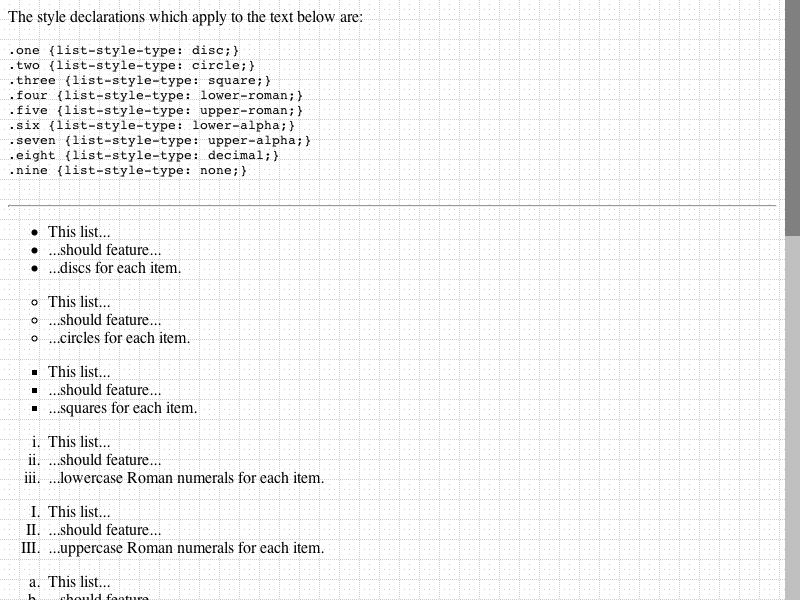 The style declarations which apply to the text below are:
.one {list-style-type: disc;}
.two {list-style-type: circle;}
.three {list-style-type: square;}
.four {list-style-type: lower-roman;}
.five {list-style-type: upper-roman;}
.six {list-style-type: lower-alpha;}
.seven {list-style-type: upper-alpha;}
.eight {list-style-type: decimal;}
.nine {list-style-type: none;}
• This list...
• ...should feature...
• ...discs for each item.
◦ This list...
◦ ...should feature...
◦ ...circles for each item.
▪ This list...
▪ ...should feature...
▪ ...squares for each item.
i. This list...
ii. ...should feature...
iii. ...lowercase Roman numerals for each item.
I. This list...
II. ...should feature...
III. ...uppercase Roman numerals for each item.
a. This list...
b. ...should feature...